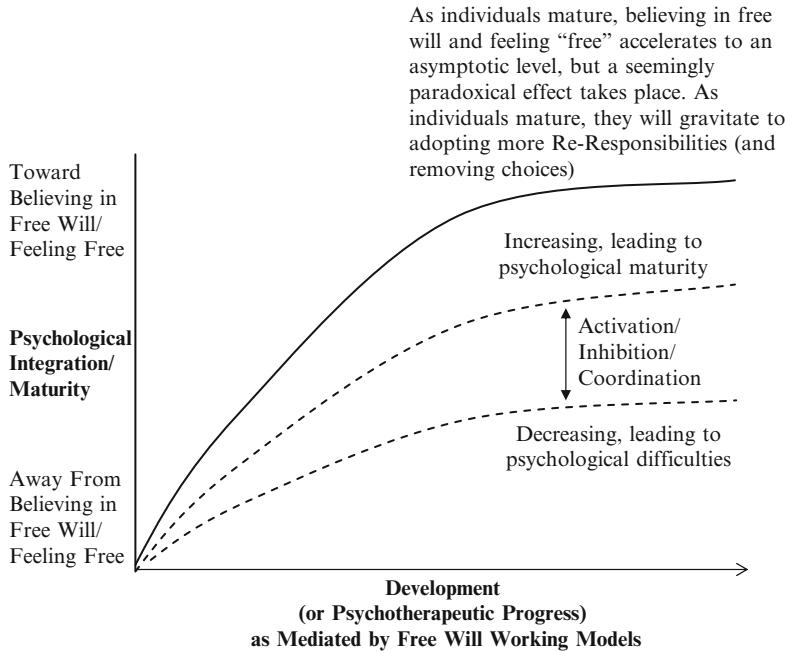 As individuals mature, believing in free
will and feeling “free” accelerates to an
asymptotic level, but a seemingly
paradoxical effect takes place. As
individuals mature, they will gravitate to
adopting more Re-Responsibilities (and
removing choices)
Toward
Believing in
Free Will/
Feeling Free
Increasing, leading to
psychological maturity
Psychological
Integration/
Maturity
Activation/
Inhibition/
Coordination
Decreasing, leading to
psychological difficulties
Away From
Believing in
Free Will/
Feeling Free
Development
(or Psychotherapeutic Progress)
as Mediated by Free Will Working Models